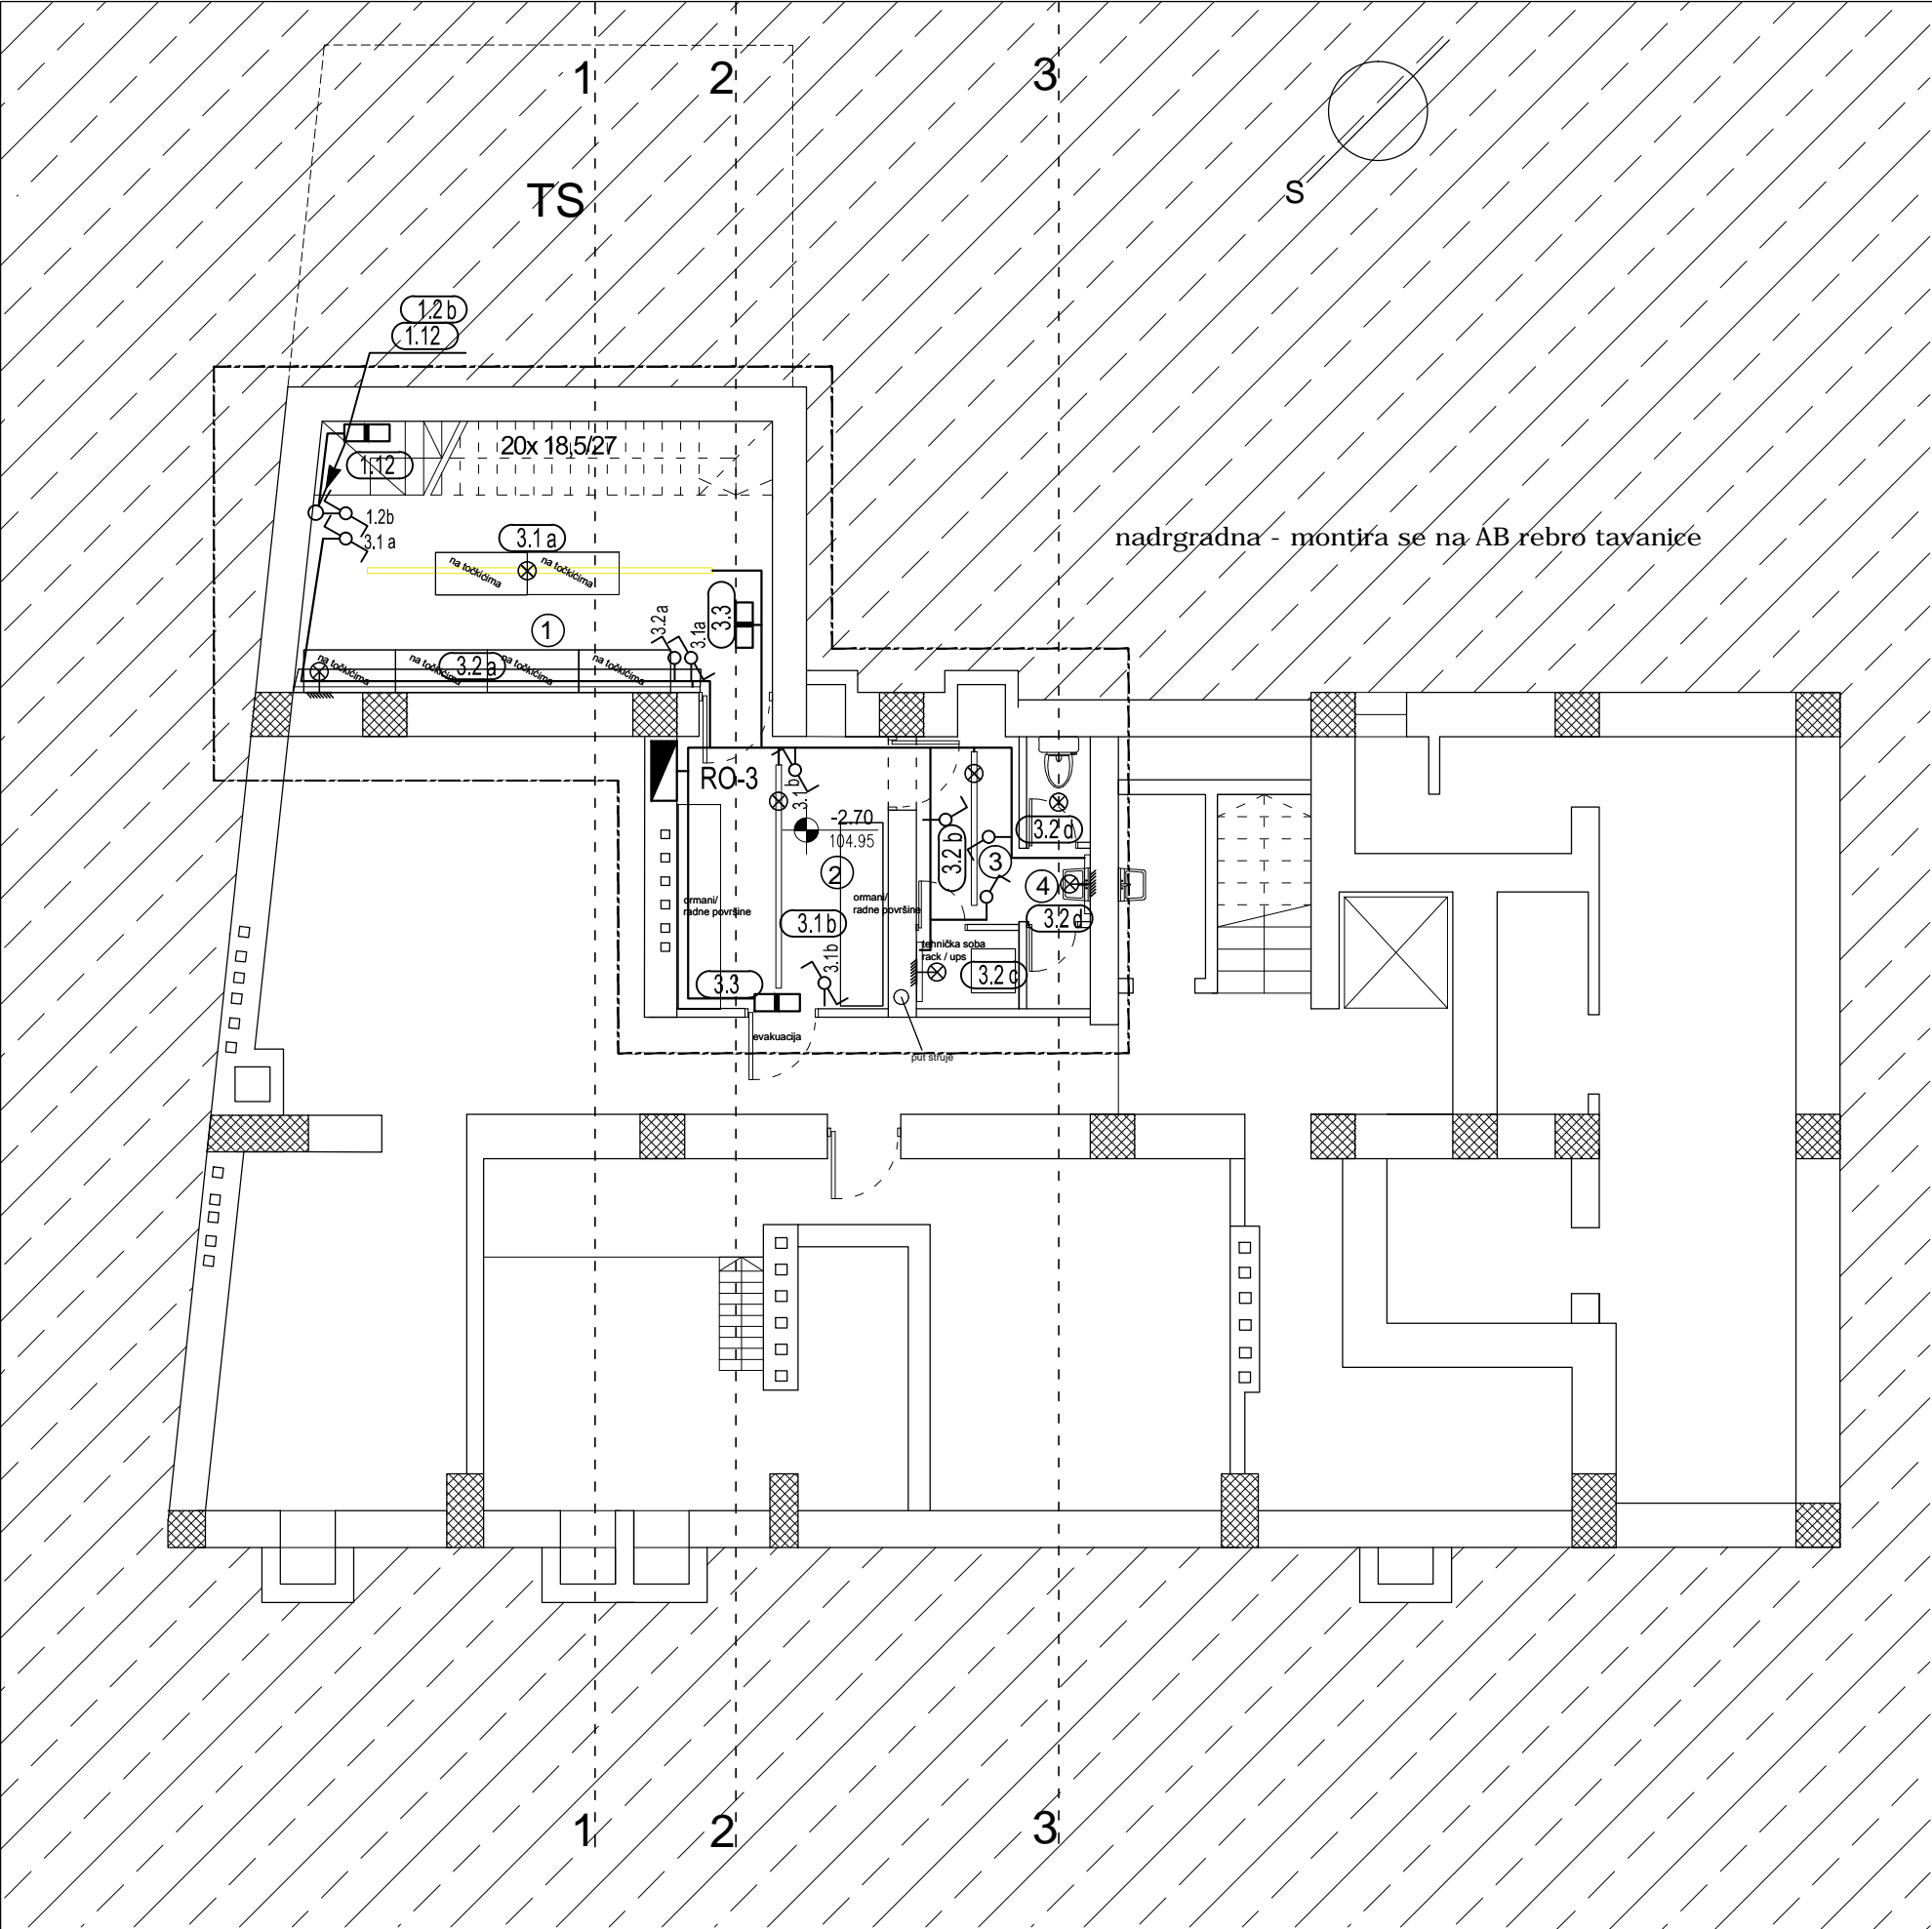 1
2
3
S
TS
1.2 b
1.12
20x 18.5/27
1.12
1.2b
3.1 a
3.1 a
nadrgradna - montira se na AB rebro tavanice
na točkićima
na točkićima
3.3
3.2 a
3.1a
1
na točkićima
na točkićima
na točkićima
na točkićima
3.2 a
RO-3
3.1 b
-2.70
104.95
3.2 d
3.2 b
3
2
4
ormani/
radne površine
ormani/
radne površine
3.1 b
3.2 d
tehnička soba
rack / ups
3.1b
3.2 c
3.3
evakuacija
put struje
1
2
3